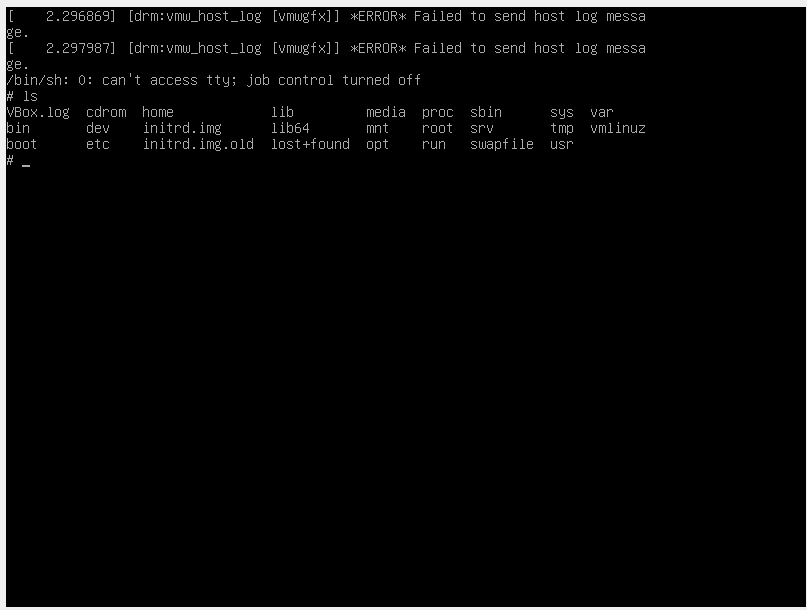 [    2.296869] [drm:vmw_host_log [vmwgfx]] *ERROR* Failed to send host log messa
ge.
[    2.297987] [drm:vmw_host_log [vmwgfx]] *ERROR* Failed to send host log messa
ge.
/bin/sh: 0: can't access tty; job control turned off
# ls
VBox.log  cdrom  home            lib         media  proc  sbin      sys  var
bin       dev    initrd.img      lib64       mnt    root  srv       tmp  vmlinuz
boot      etc    initrd.img.old  lost+found  opt    run   swapfile  usr
# _